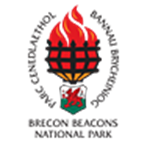 PARC CENEDLAETHOL
BANNAU BRYCHEINIOG
BRECON BEACONS
NATIONAL PARK